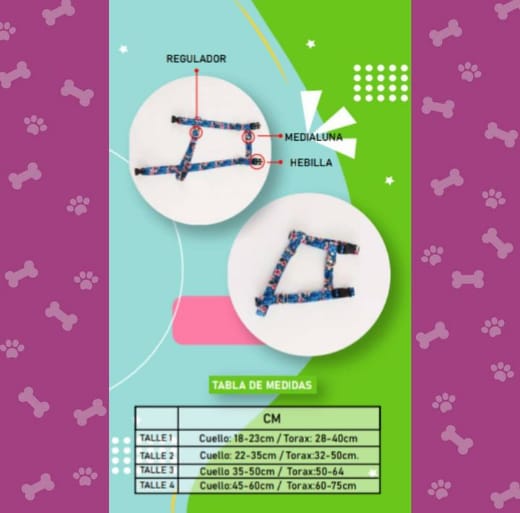 REGULADOR
MEDIALUNA
HEBILLA
TABLA DE MEDIDAS
CM
TALLE 1 Cuello: 18-23cm / Torax: 28-40cm
TALLE 2 Cuello: 22-35cm / Torax:32-50cm.
TALLE 3 Cuello 35-50cm / Torax:50-64
TALLE 4 Cuello:45-60cm / Torax:60-75cm